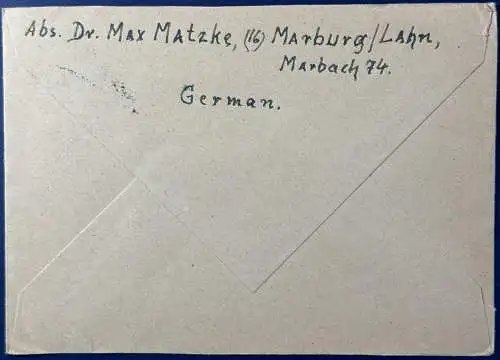 Abs. Dr. Max Matzke, (16) Marburg/Lahn,
Marbach 74.
German.